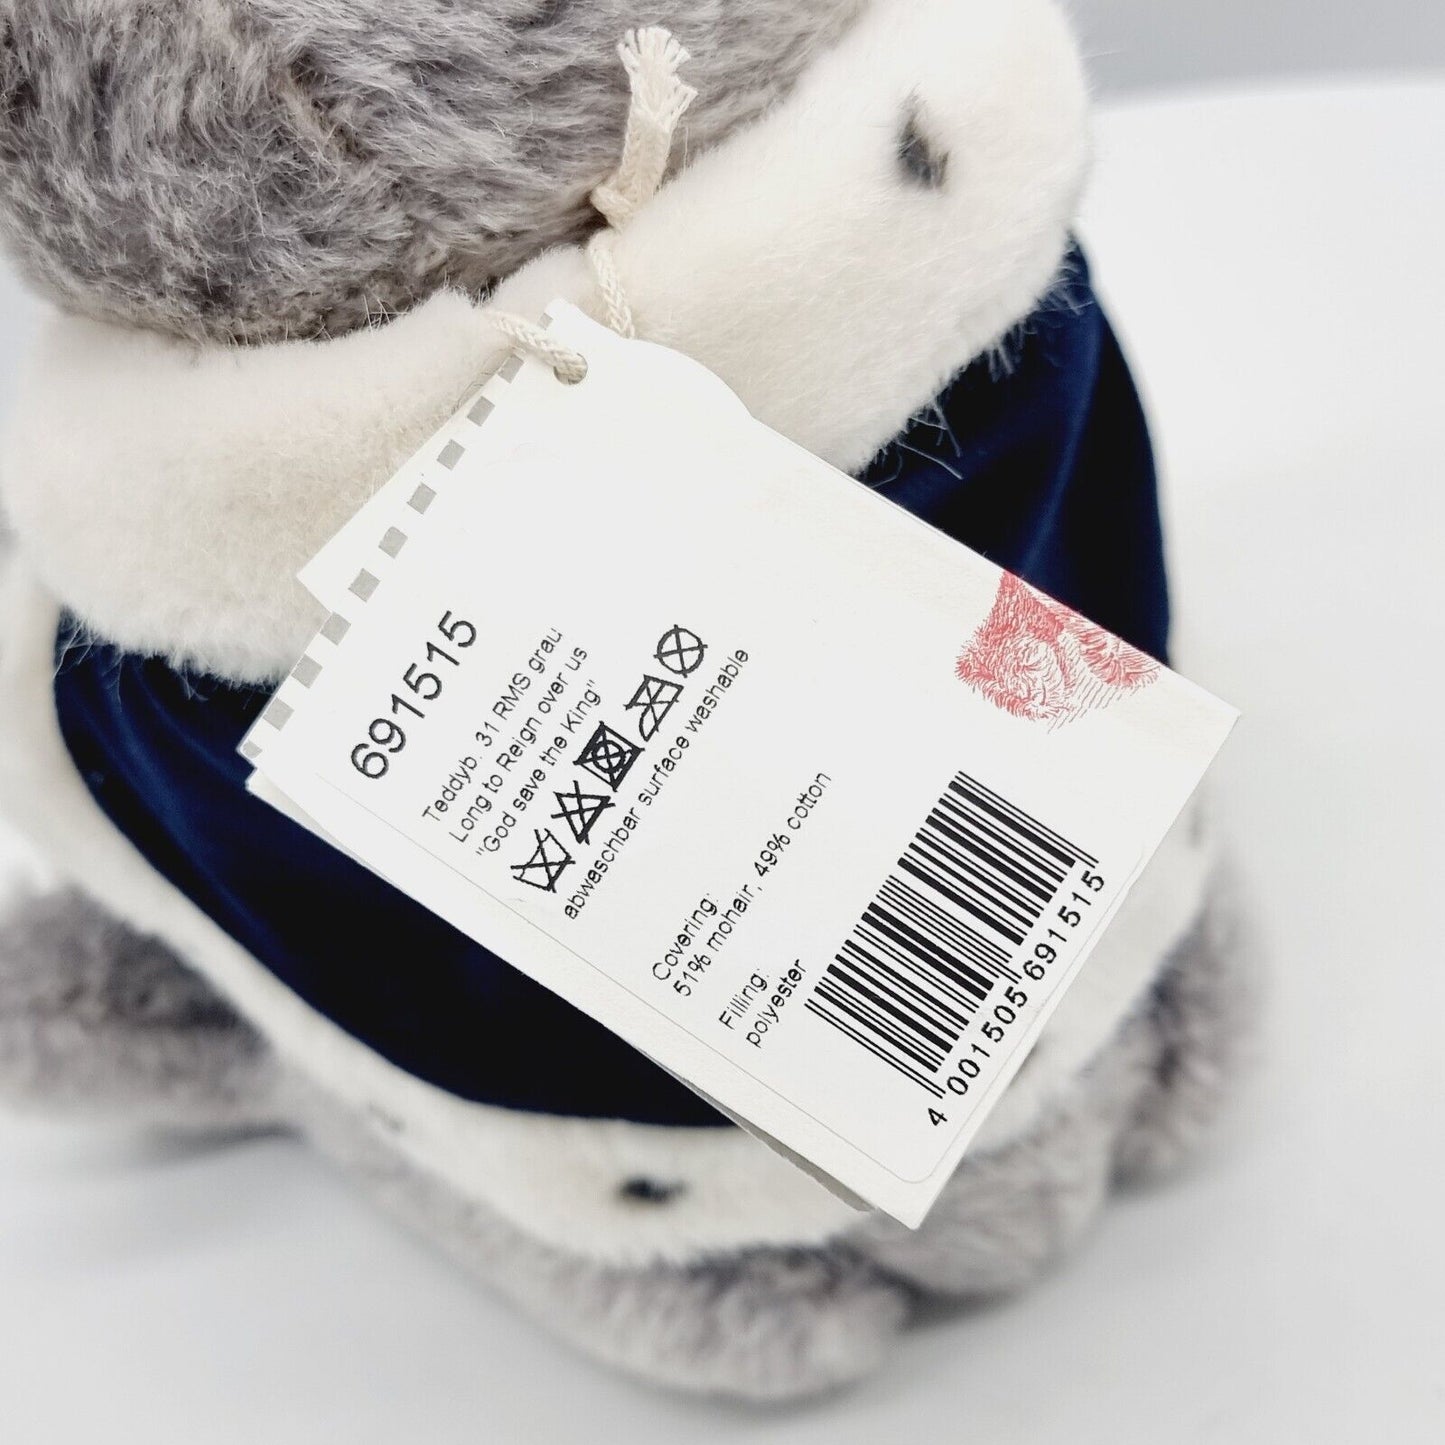 691515
Teddyb. 31 RMS grau
Long to Reign over us
"God save the King"
abwaschbar surface washable
Covering:
51% mohair, 49% cotton
Filling:
polyester
4 001505 691515